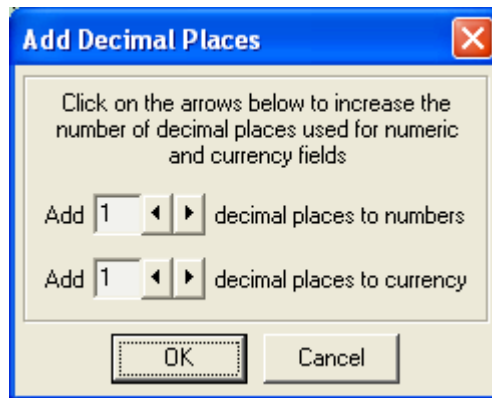 Add Decimal Places
Click on the arrows below to increase the
number of decimal places used for numeric
and currency fields
Add 1 decimal places to numbers
Add 1 decimal places to currency
OK Cancel